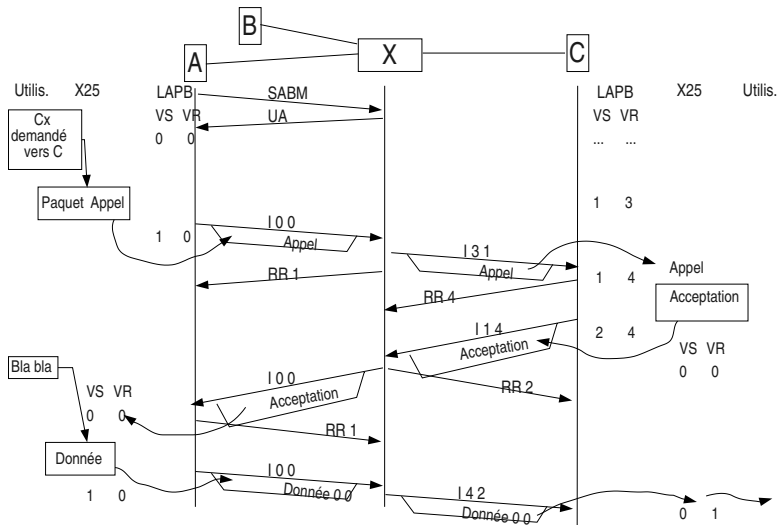 B
A
X
C
Utilis. X25 LAPB SABM LAPB X25 Utilis.
Cx
demandé
vers C
VS VR UA VS VR
0 0 ... ...
Paquet Appel 1 3
1 0 I 0 0
Appel I 3 1
Appel
RR 1 1 4 Appel
RR 4 Acceptation
I 1 4 2 4
Acceptation VS VR
0 0
Bla bla I 0 0
VS VR Acceptation RR 2
0 0
RR 1
Donnée I 0 0
Donnée 0 0
1 0 I 4 2 0 1
Donnée 0 0